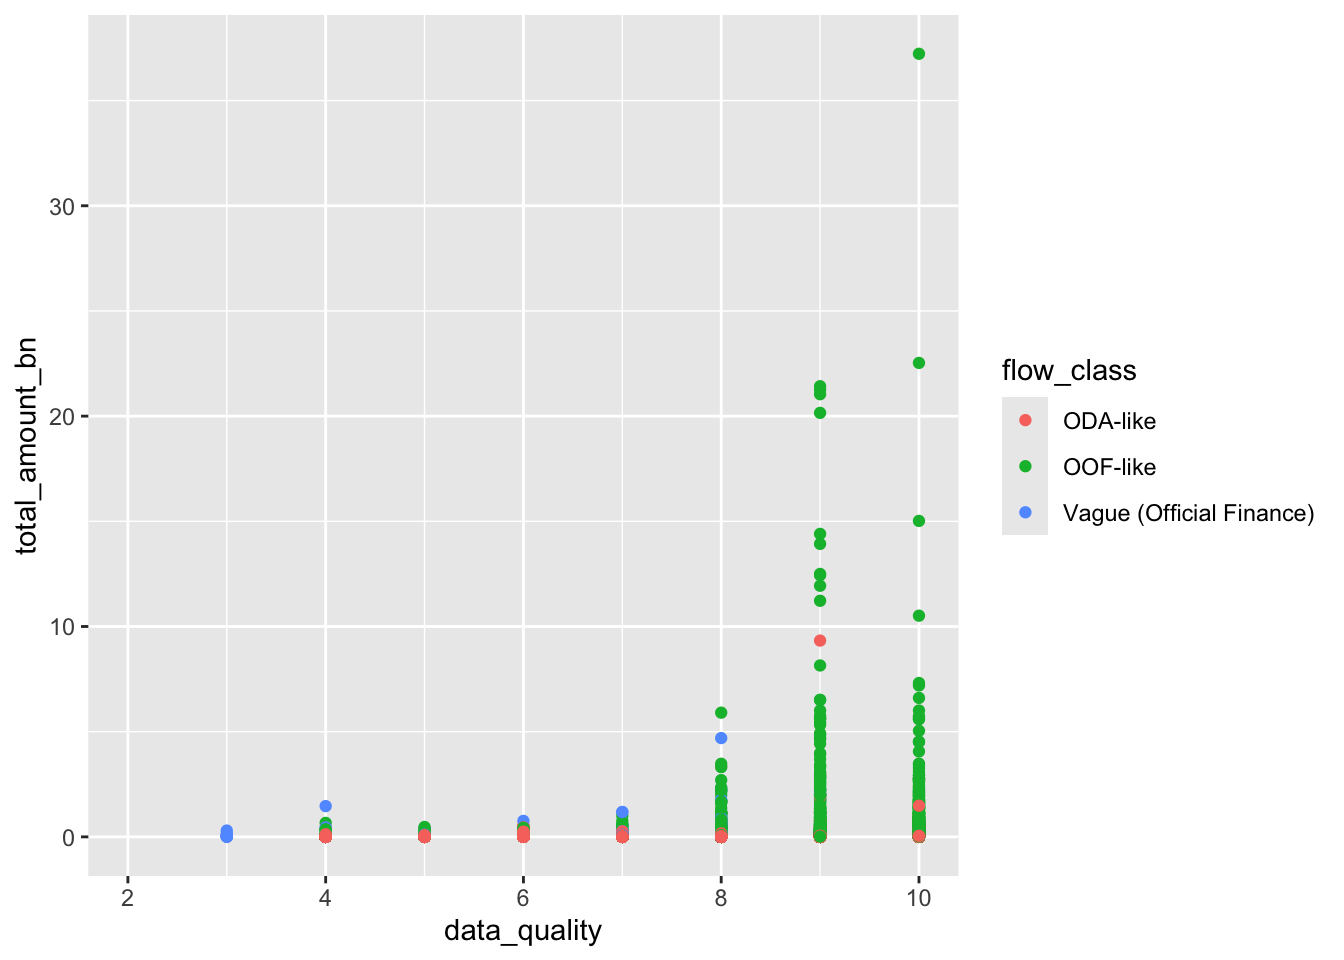 total_amount_bn
30
20
10
0
2
4
6
8
10
data_quality
flow_class
ODA-like
OOF-like
Vague (Official Finance)